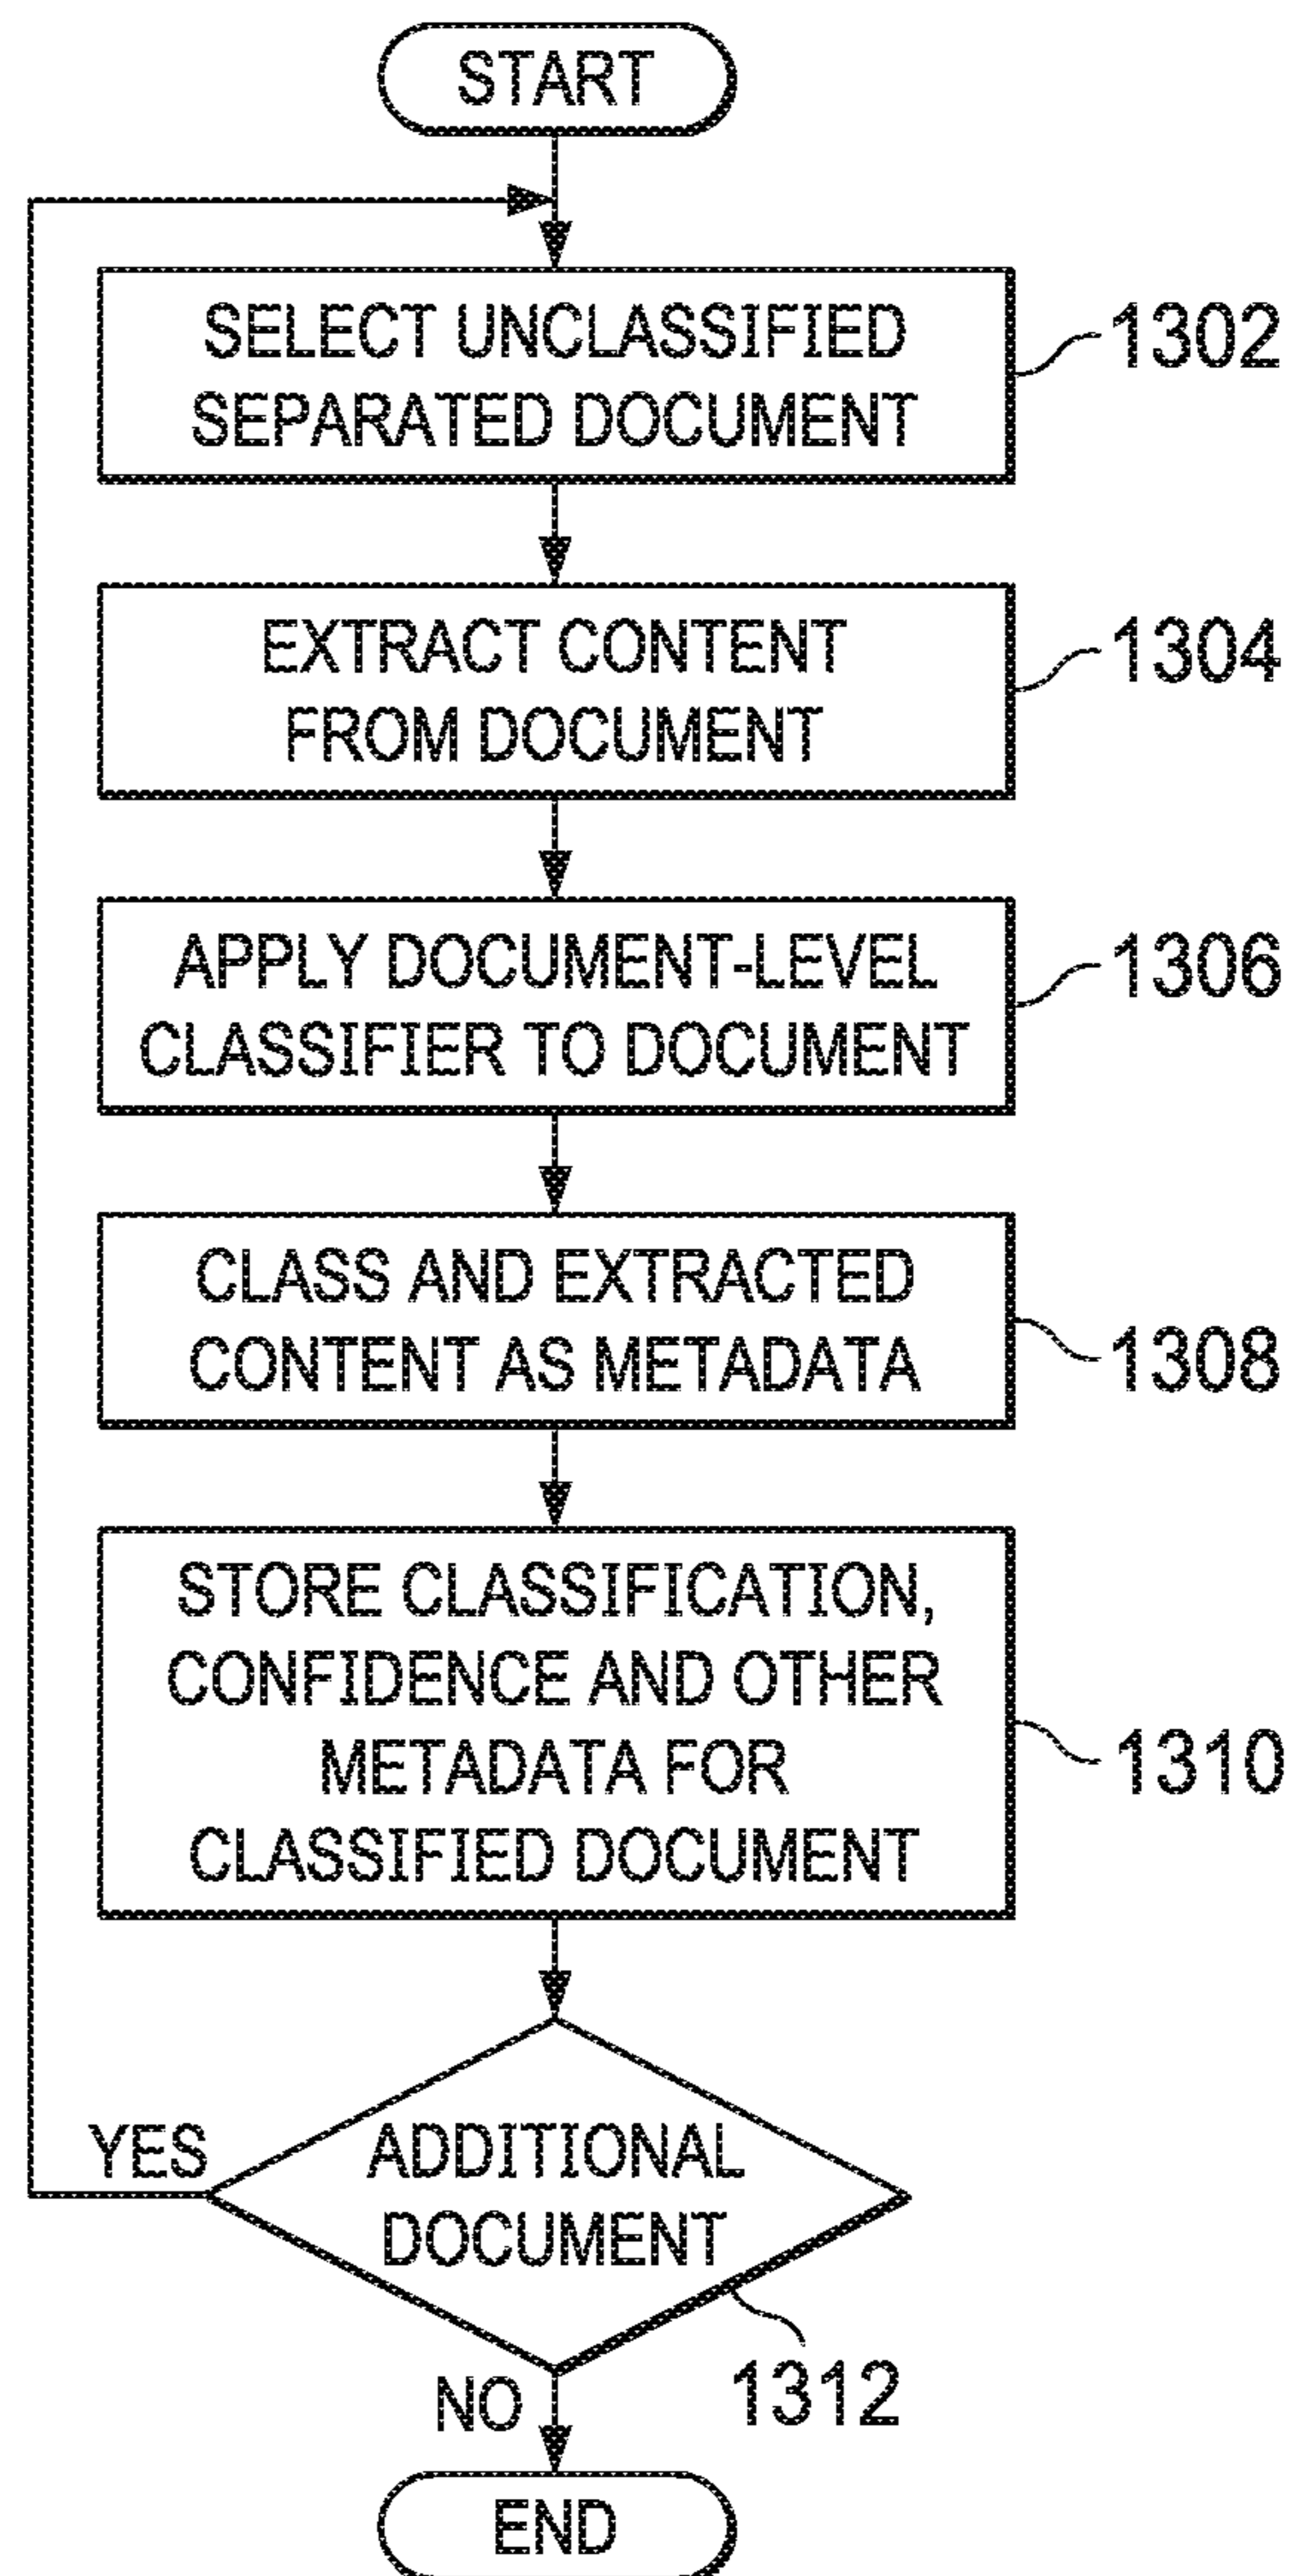 START
SELECT UNCLASSIFIED
SEPARATED DOCUMENT
1302
EXTRACT CONTENT
FROM DOCUMENT
1304
APPLY DOCUMENT-LEVEL
CLASSIFIER TO DOCUMENT
1306
CLASS AND EXTRACTED
CONTENT AS METADATA
1308
STORE CLASSIFICATION,
CONFIDENCE AND OTHER
METADATA FOR
CLASSIFIED DOCUMENT
1310
YES
ADDITIONAL
DOCUMENT
1312
NO
END